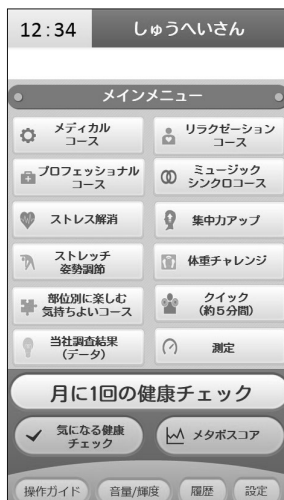 12:34 しゅうへいさん
メインメニュー
メディカル
コース
リラクゼーション
コース
プロフェッショナル
コース
ミュージック
シンクロコース
ストレス解消
集中力アップ
ストレッチ
姿勢調節
体重チャレンジ
部位別に楽しむ
気持ちよいコース
クイック
(約5分間)
当社調査結果
(データ)
測定
月に1回の健康チェック
気になる健康
チェック
メタボスコア
操作ガイド 音量/輝度 履歴 設定